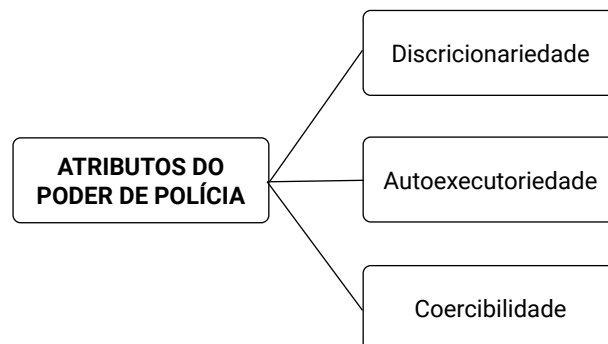 Discricionariedade
ATRIBUTOS DO
PODER DE POLÍCIA
Autoexecutoriedade
Coercibilidade